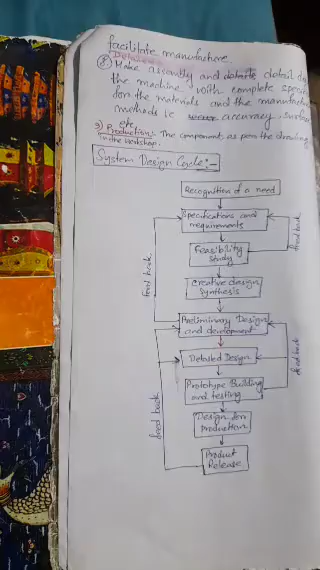 facilitate manufacture.
Detailed
8) Make assembly and detaile detail
the machine with complete
for the materials and the
methods i.e accuracy,
etc.
9) Production:- The component as per the drawing
in the workshop.
System Design Cycle:-
Recognition of a need
Specifications and
requirements
feed back
Feasibility
Study
feed back
Creative design
Synthesis
Preliminary Design
and development
Detailed Design
feed back
Prototype Building
and testing
feed back
Design for
Production
Product
Release